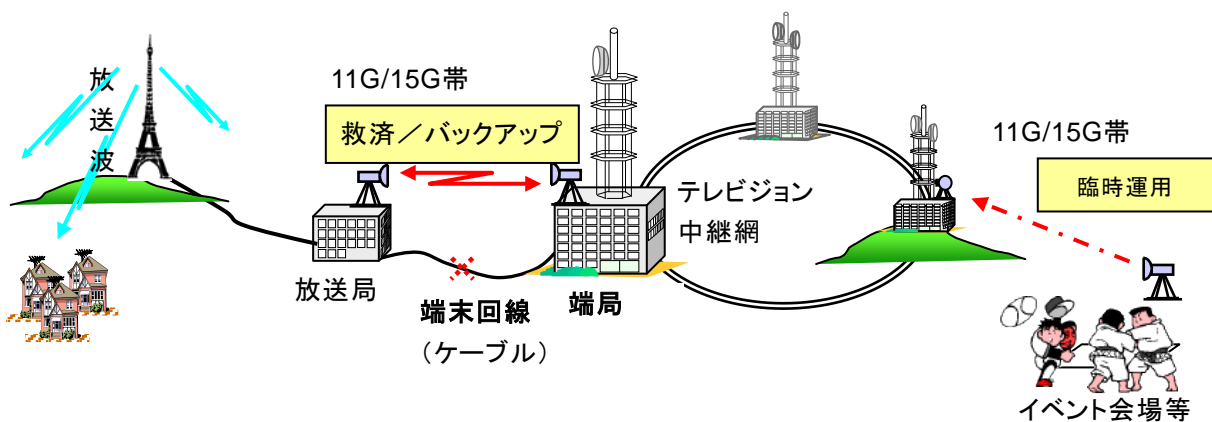 放送波
11G/15G帯
救済／バックアップ
放送局
端末回線
（ケーブル）
端局
テレビジョン
中継網
11G/15G帯
臨時運用
イベント会場等